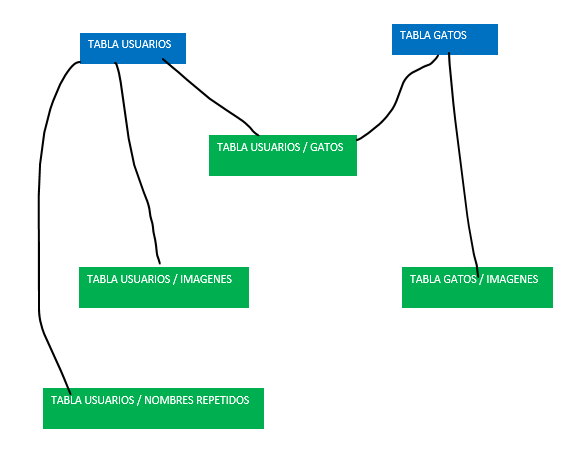 TABLA USUARIOS
TABLA GATOS
TABLA USUARIOS / GATOS
TABLA USUARIOS / IMAGENES
TABLA GATOS / IMAGENES
TABLA USUARIOS / NOMBRES REPETIDOS